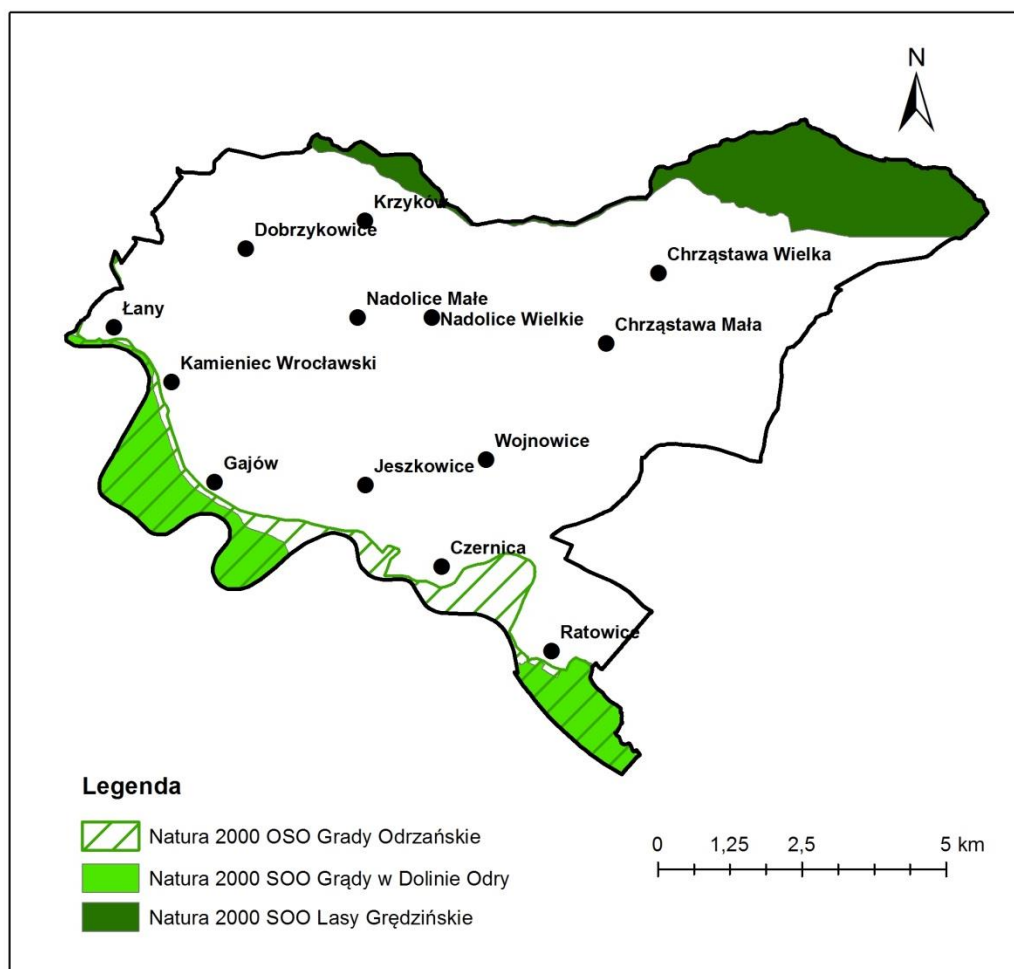 N
Krzyków
Dobrzykowice
Chrząstawa Wielka
Nadolice Małe
Łany
Nadolice Wielkie
Chrząstawa Mała
Kamieniec Wrocławski
Wojnowice
Gajów
Jeszkowice
Czernica
Ratowice
Legenda
Natura 2000 OSO Grady Odrzańskie
Natura 2000 SOO Grądy w Dolinie Odry
Natura 2000 SOO Lasy Grędzińskie
0 1,25 2,5 5 km